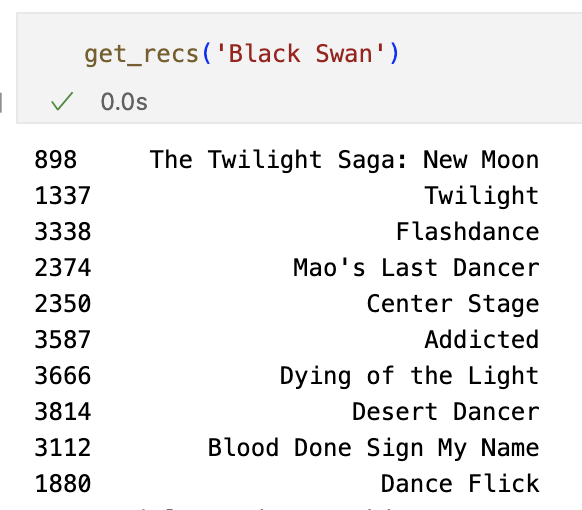 get_recs('Black Swan')
0.0s
898 The Twilight Saga: New Moon
1337 Twilight
3338 Flashdance
2374 Mao's Last Dancer
2350 Center Stage
3587 Addicted
3666 Dying of the Light
3814 Desert Dancer
3112 Blood Done Sign My Name
1880 Dance Flick